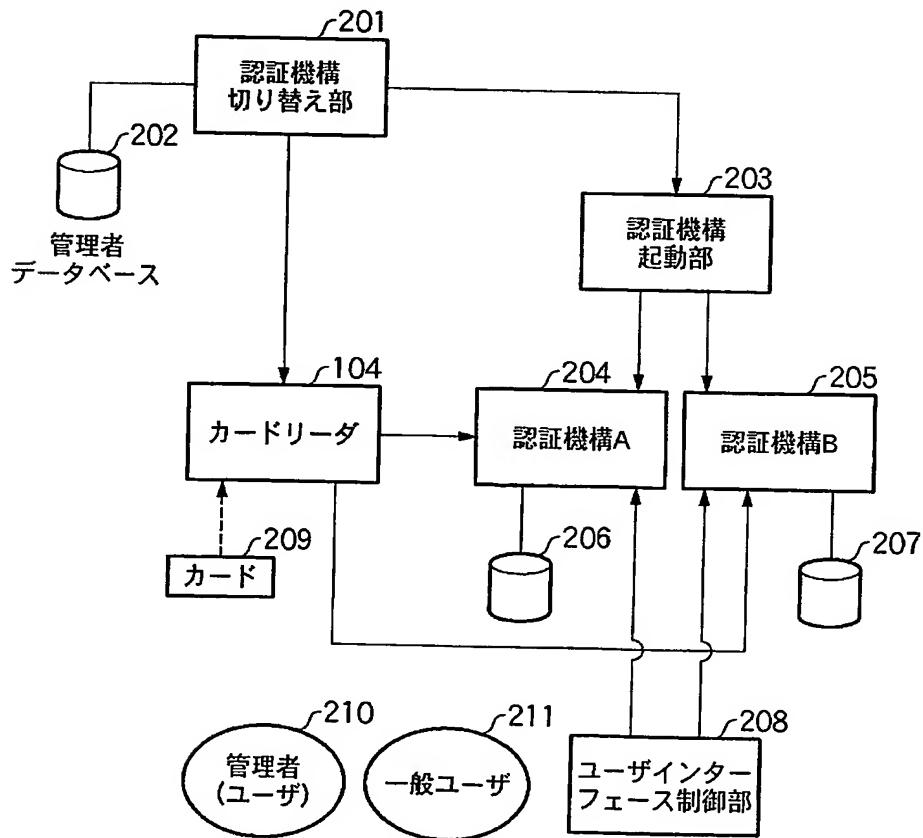 201
認証機構
切り替え部
202
管理者
データベース
203
認証機構
起動部
104
カードリーダ
204
認証機構A
205
認証機構B
209
カード
206
207
210
管理者
(ユーザ)
211
一般ユーザ
208
ユーザインター
フェース制御部